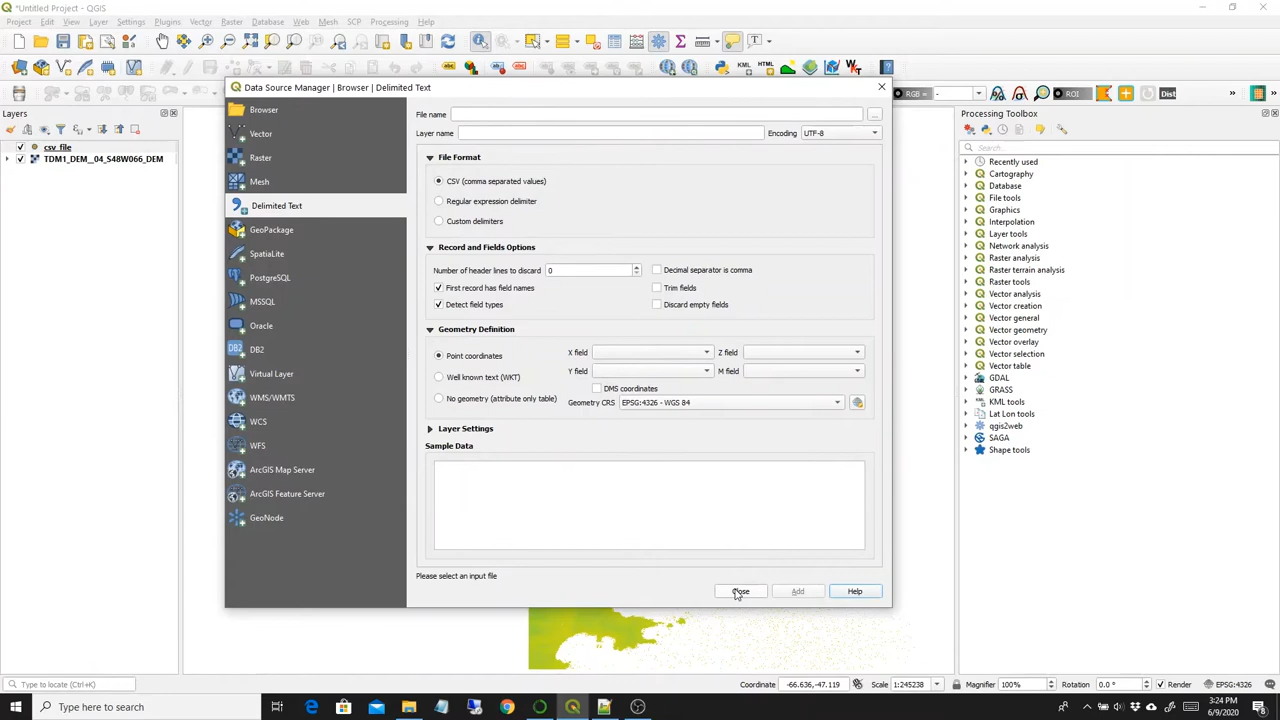 *Untitled Project - QGIS
Project Edit View Layer Settings Plugins Vector Raster Database Web Mesh SCP Processing Help
Data Source Manager | Browser | Delimited Text
RGB = - ROI Dist
Layers
csv_file
TDM1_DEM__04_S48W066_DEM
Browser
Vector
Raster
Mesh
Delimited Text
GeoPackage
SpatiaLite
PostgreSQL
MSSQL
Oracle
DB2
Virtual Layer
WMS/WMTS
WCS
WFS
ArcGIS Map Server
ArcGIS Feature Server
GeoNode
File name ...
Layer name Encoding UTF-8
File Format
CSV (comma separated values)
Regular expression delimiter
Custom delimiters
Record and Fields Options
Number of header lines to discard 0 Decimal separator is comma
First record has field names Trim fields
Detect field types Discard empty fields
Geometry Definition
Point coordinates X field Z field
Y field M field
Well known text (WKT)
DMS coordinates
No geometry (attribute only table) Geometry CRS EPSG:4326 - WGS 84
Layer Settings
Sample Data
Please select an input file
Close Add Help
Processing Toolbox
Search...
Recently used
Cartography
Database
File tools
Graphics
Interpolation
Layer tools
Network analysis
Raster analysis
Raster terrain analysis
Raster tools
Vector analysis
Vector creation
Vector general
Vector geometry
Vector overlay
Vector selection
Vector table
GDAL
GRASS
KML tools
Lat Lon tools
qgis2web
SAGA
Shape tools
Type to locate (Ctrl+K) Coordinate -66.636,-47.119 Scale 1:245238 Magnifier 100% Rotation 0.0 ° Render EPSG:4326
Type here to search
3:24 PM
6/9/2020